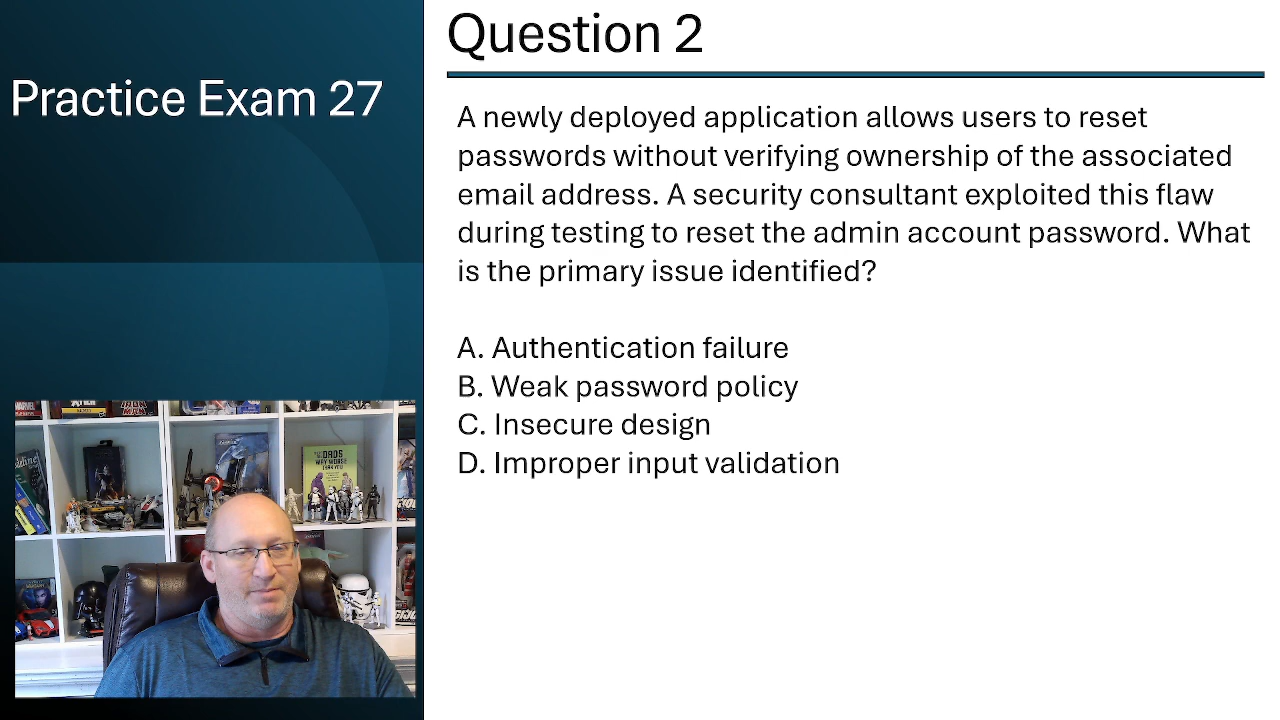 Practice Exam 27
Question 2
A newly deployed application allows users to reset
passwords without verifying ownership of the associated
email address. A security consultant exploited this flaw
during testing to reset the admin account password. What
is the primary issue identified?
A. Authentication failure
B. Weak password policy
C. Insecure design
D. Improper input validation